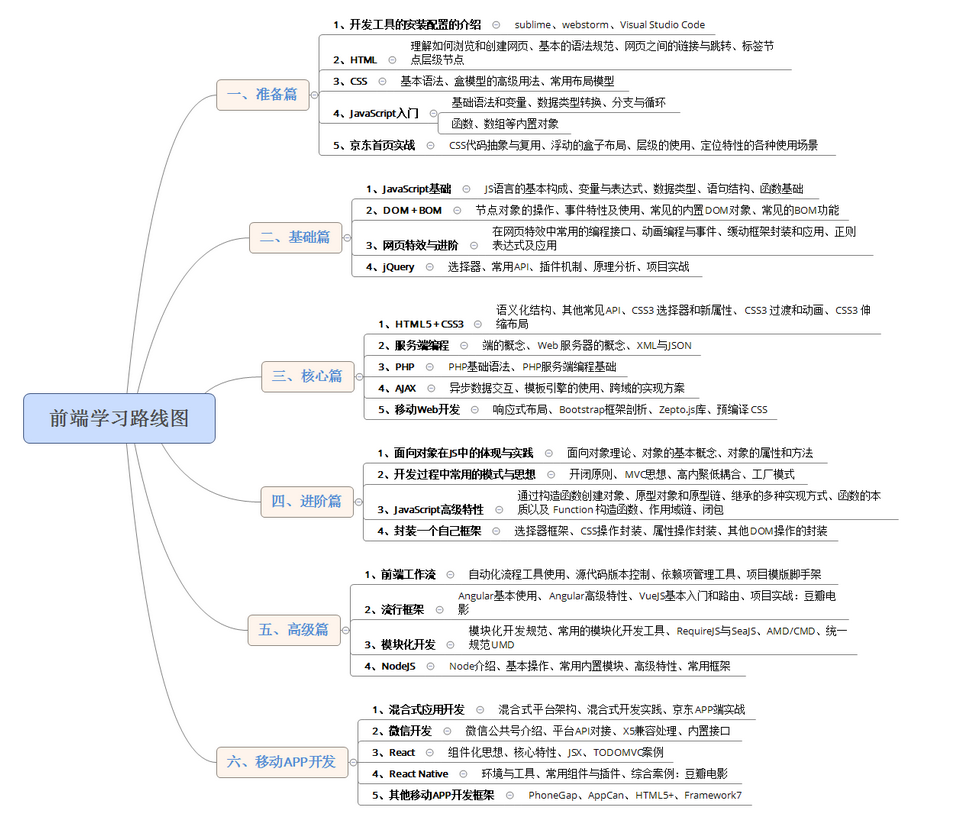 前端学习路线图
一、准备篇
1、开发工具的安装配置的介绍
sublime、webstorm、Visual Studio Code
2、HTML
理解如何浏览和创建网页、基本的语法规范、网页之间的链接与跳转、标签节
点层级节点
3、CSS
基本语法、盒模型的高级用法、常用布局模型
4、JavaScript入门
基础语法和变量、数据类型转换、分支与循环
函数、数组等内置对象
5、京东首页实战
CSS代码抽象与复用、浮动的盒子布局、层级的使用、定位特性的各种使用场景
二、基础篇
1、JavaScript基础
JS语言的基本构成、变量与表达式、数据类型、语句结构、函数基础
2、DOM + BOM
节点对象的操作、事件特性及使用、常见的内置DOM对象、常见的BOM功能
3、网页特效与进阶
在网页特效中常用的编程接口、动画编程与事件、缓动框架封装和应用、正则
表达式及应用
4、jQuery
选择器、常用API、插件机制、原理分析、项目实战
三、核心篇
1、HTML5 + CSS3
语义化结构、其他常见API、CSS3 选择器和新属性、CSS3 过渡和动画、CSS3 伸
缩布局
2、服务端编程
端的概念、Web 服务器的概念、XML与JSON
3、PHP
PHP基础语法、PHP服务端编程基础
4、AJAX
异步数据交互、模板引擎的使用、跨域的实现方案
5、移动Web开发
响应式布局、Bootstrap框架剖析、Zepto.js库、预编译 CSS
四、进阶篇
1、面向对象在JS中的体现与实践
面向对象理论、对象的基本概念、对象的属性和方法
2、开发过程中常用的模式与思想
开闭原则、MVC思想、高内聚低耦合、工厂模式
3、JavaScript高级特性
通过构造函数创建对象、原型对象和原型链、继承的多种实现方式、函数的本
质以及 Function 构造函数、作用域链、闭包
4、封装一个自己框架
选择器框架、CSS操作封装、属性操作封装、其他DOM操作的封装
五、高级篇
1、前端工作流
自动化流程工具使用、源代码版本控制、依赖项管理工具、项目模版脚手架
2、流行框架
Angular基本使用、Angular高级特性、VueJS基本入门和路由、项目实战：豆瓣电
影
3、模块化开发
模块化开发规范、常用的模块化开发工具、RequireJS与SeaJS、AMD/CMD、统一
规范UMD
4、NodeJS
Node介绍、基本操作、常用内置模块、高级特性、常用框架
六、移动APP开发
1、混合式应用开发
混合式平台架构、混合式开发实践、京东APP端实战
2、微信开发
微信公共号介绍、平台API对接、X5兼容处理、内置接口
3、React
组件化思想、核心特性、JSX、TODOMVC案例
4、React Native
环境与工具、常用组件与插件、综合案例：豆瓣电影
5、其他移动APP开发框架
PhoneGap、AppCan、HTML5+、Framework7